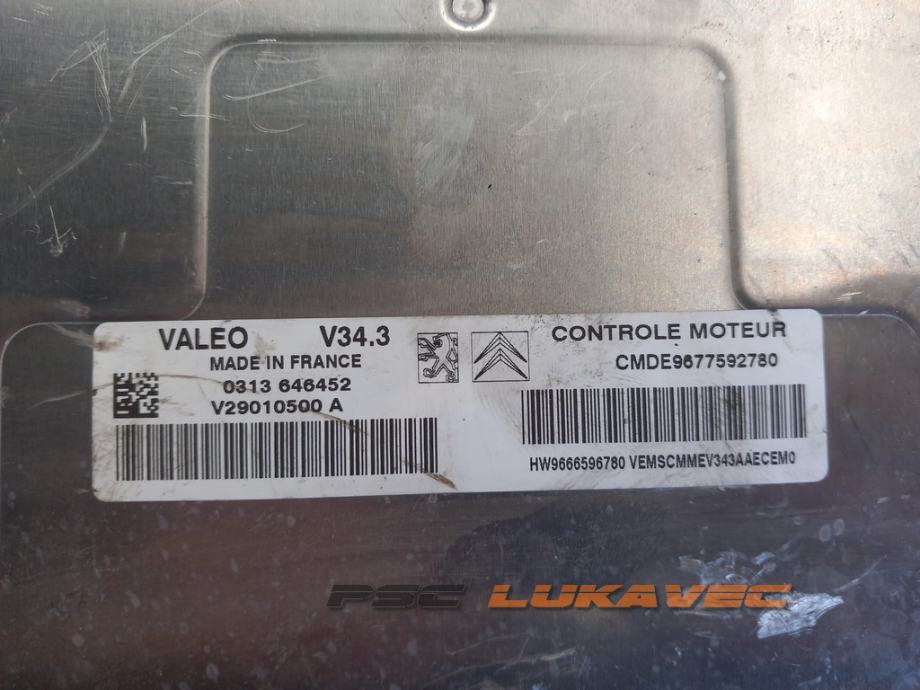 VALEO V34.3
MADE IN FRANCE
0313 646452
V29010500 A
CONTROLE MOTEUR
CMDE9677592780
HW9666596780 VEMSCMMEV343AAECEM0
PSC LUKAVEC